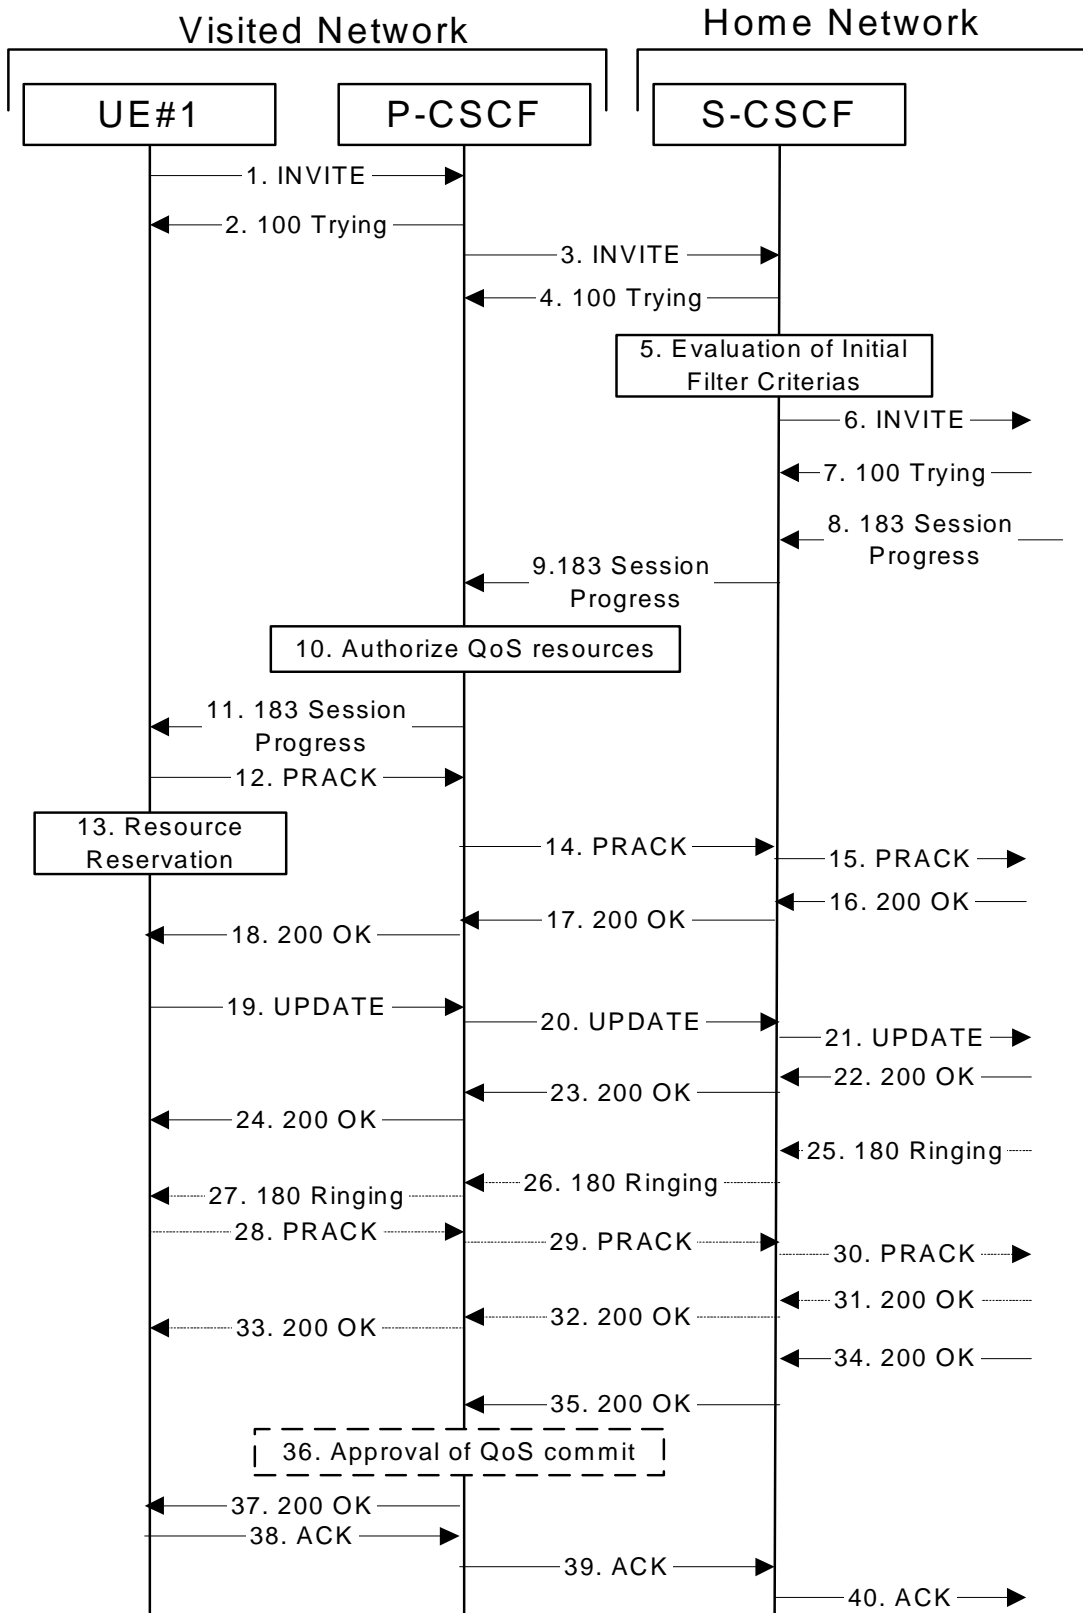 Visited Network
Home Network
UE#1
P-CSCF
S-CSCF
1. INVITE
2. 100 Trying
3. INVITE
4. 100 Trying
5. Evaluation of Initial
Filter Criterias
6. INVITE
7. 100 Trying
8. 183 Session
Progress
9.183 Session
Progress
10. Authorize QoS resources
11. 183 Session
Progress
12. PRACK
13. Resource
Reservation
14. PRACK
15. PRACK
16. 200 OK
17. 200 OK
18. 200 OK
19. UPDATE
20. UPDATE
21. UPDATE
22. 200 OK
23. 200 OK
24. 200 OK
25. 180 Ringing
26. 180 Ringing
27. 180 Ringing
28. PRACK
29. PRACK
30. PRACK
31. 200 OK
32. 200 OK
33. 200 OK
34. 200 OK
35. 200 OK
36. Approval of QoS commit
37. 200 OK
38. ACK
39. ACK
40. ACK